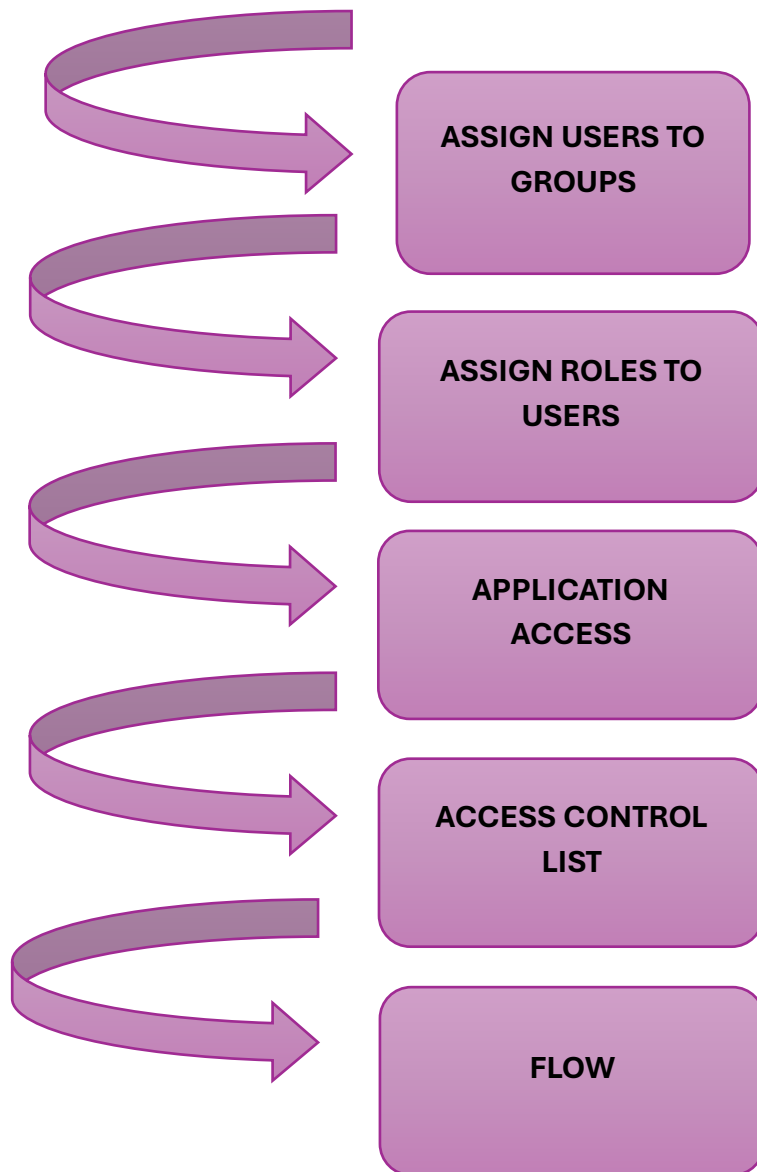 ASSIGN USERS TO
GROUPS
ASSIGN ROLES TO
USERS
APPLICATION
ACCESS
ACCESS CONTROL
LIST
FLOW